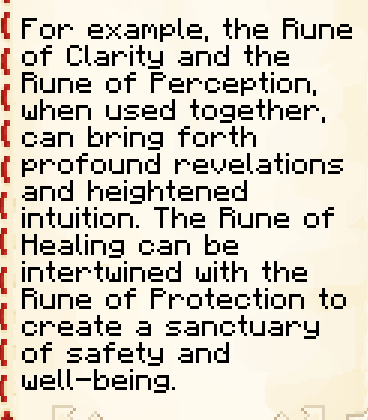 For example, the Rune
of Clarity and the
Rune of Perception,
when used together,
can bring forth
profound revelations
and heightened
intuition. The Rune of
Healing can be
intertwined with the
Rune of Protection to
create a sanctuary
of safety and
well-being.